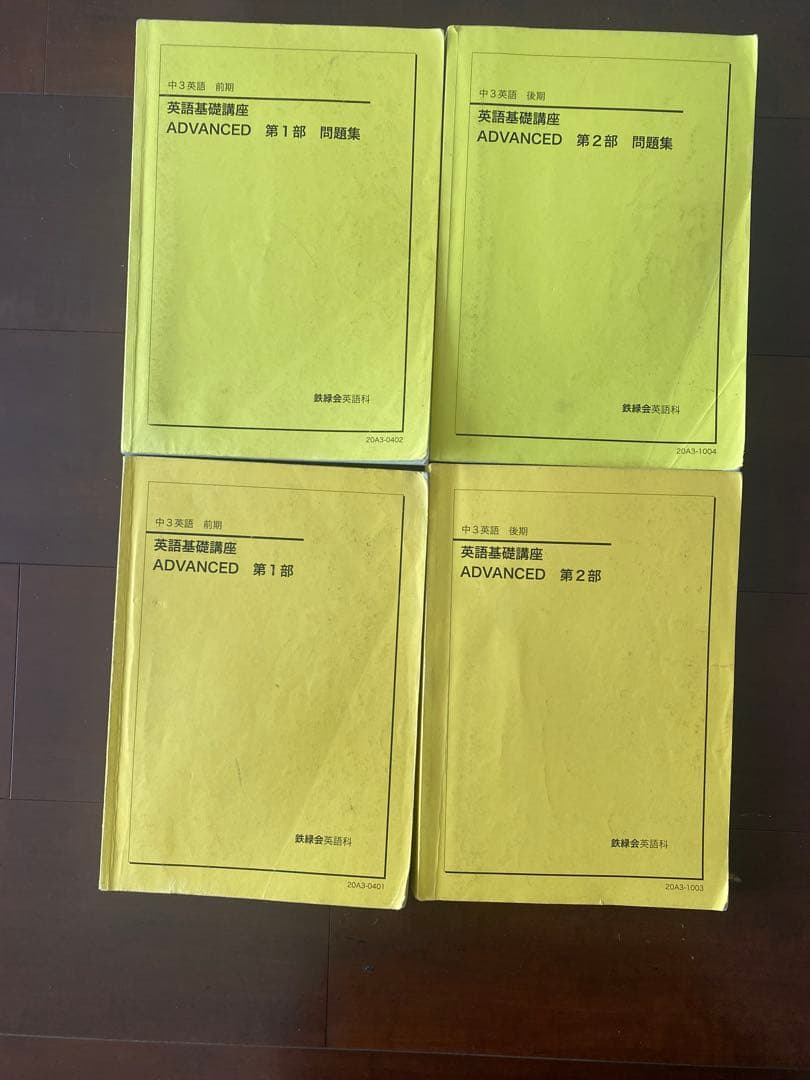 中3英語 前期
英語基礎講座
ADVANCED 第1部 問題集
鉄緑会英語科
20A3-0402
中3英語 後期
英語基礎講座
ADVANCED 第2部 問題集
鉄緑会英語科
20A3-1004
中3英語 前期
英語基礎講座
ADVANCED 第1部
鉄緑会英語科
20A3-0401
中3英語 後期
英語基礎講座
ADVANCED 第2部
鉄緑会英語科
20A3-1003